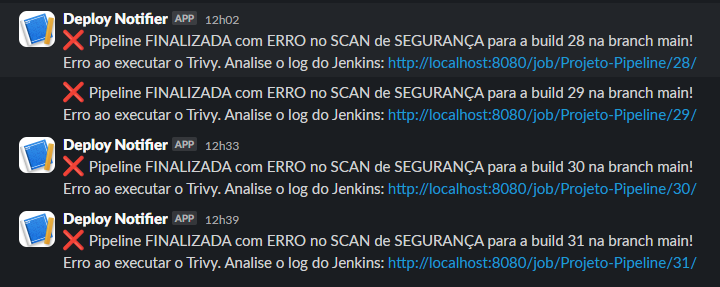 Deploy Notifier APP 12h02
❌ Pipeline FINALIZADA com ERRO no SCAN de SEGURANÇA para a build 28 na branch main!
Erro ao executar o Trivy. Analise o log do Jenkins: http://localhost:8080/job/Projeto-Pipeline/28/
❌ Pipeline FINALIZADA com ERRO no SCAN de SEGURANÇA para a build 29 na branch main!
Erro ao executar o Trivy. Analise o log do Jenkins: http://localhost:8080/job/Projeto-Pipeline/29/
Deploy Notifier APP 12h33
❌ Pipeline FINALIZADA com ERRO no SCAN de SEGURANÇA para a build 30 na branch main!
Erro ao executar o Trivy. Analise o log do Jenkins: http://localhost:8080/job/Projeto-Pipeline/30/
Deploy Notifier APP 12h39
❌ Pipeline FINALIZADA com ERRO no SCAN de SEGURANÇA para a build 31 na branch main!
Erro ao executar o Trivy. Analise o log do Jenkins: http://localhost:8080/job/Projeto-Pipeline/31/